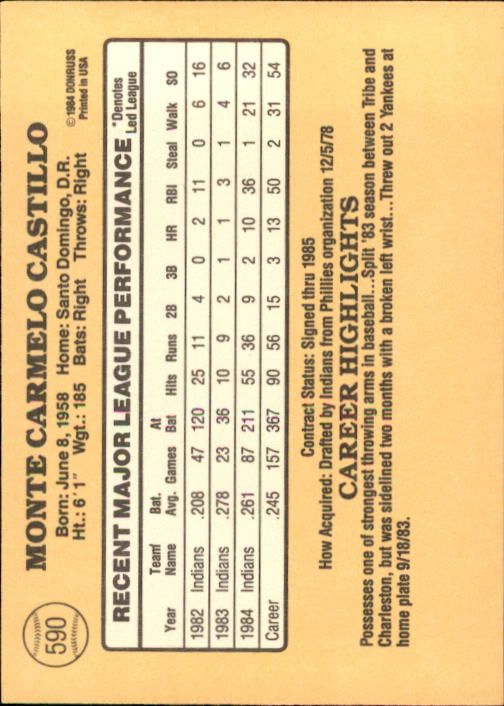 590
MONTE CARMELO CASTILLO
Born: June 8, 1958 Home: Santo Domingo, D.R.
Ht.: 6'1" Wgt.: 185 Bats: Right Throws: Right
© 1984 DONRUSS
Printed in USA
RECENT MAJOR LEAGUE PERFORMANCE *Denotes Led League
Year Team/Name Bat. Avg. Games At Bat Hits Runs 2B 3B HR RBI Steal Walk SO
1982 Indians .208 47 120 25 11 4 0 2 11 0 6 16
1983 Indians .278 23 36 10 9 2 1 1 3 1 4 6
1984 Indians .261 87 211 55 36 9 2 10 36 1 21 32
Career .245 157 367 90 56 15 3 13 50 2 31 54
Contract Status: Signed thru 1985
How Acquired: Drafted by Indians from Phillies organization 12/5/78
CAREER HIGHLIGHTS
Possesses one of strongest throwing arms in baseball...Split '83 season between Tribe and
Charleston, but was sidelined two months with a broken left wrist...Threw out 2 Yankees at
home plate 9/18/83.